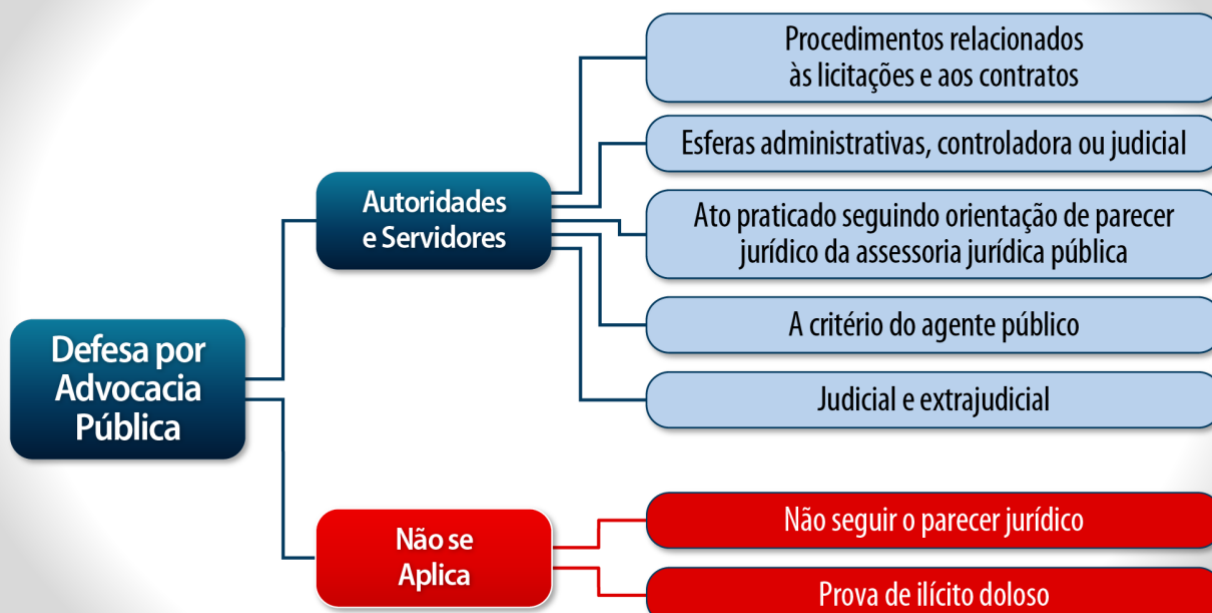 Procedimentos relacionados
às licitações e aos contratos
Esferas administrativas, controladora ou judicial
Autoridades
e Servidores
Ato praticado seguindo orientação de parecer
jurídico da assessoria jurídica pública
A critério do agente público
Judicial e extrajudicial
Defesa por
Advocacia
Pública
Não se
Aplica
Não seguir o parecer jurídico
Prova de ilícito doloso